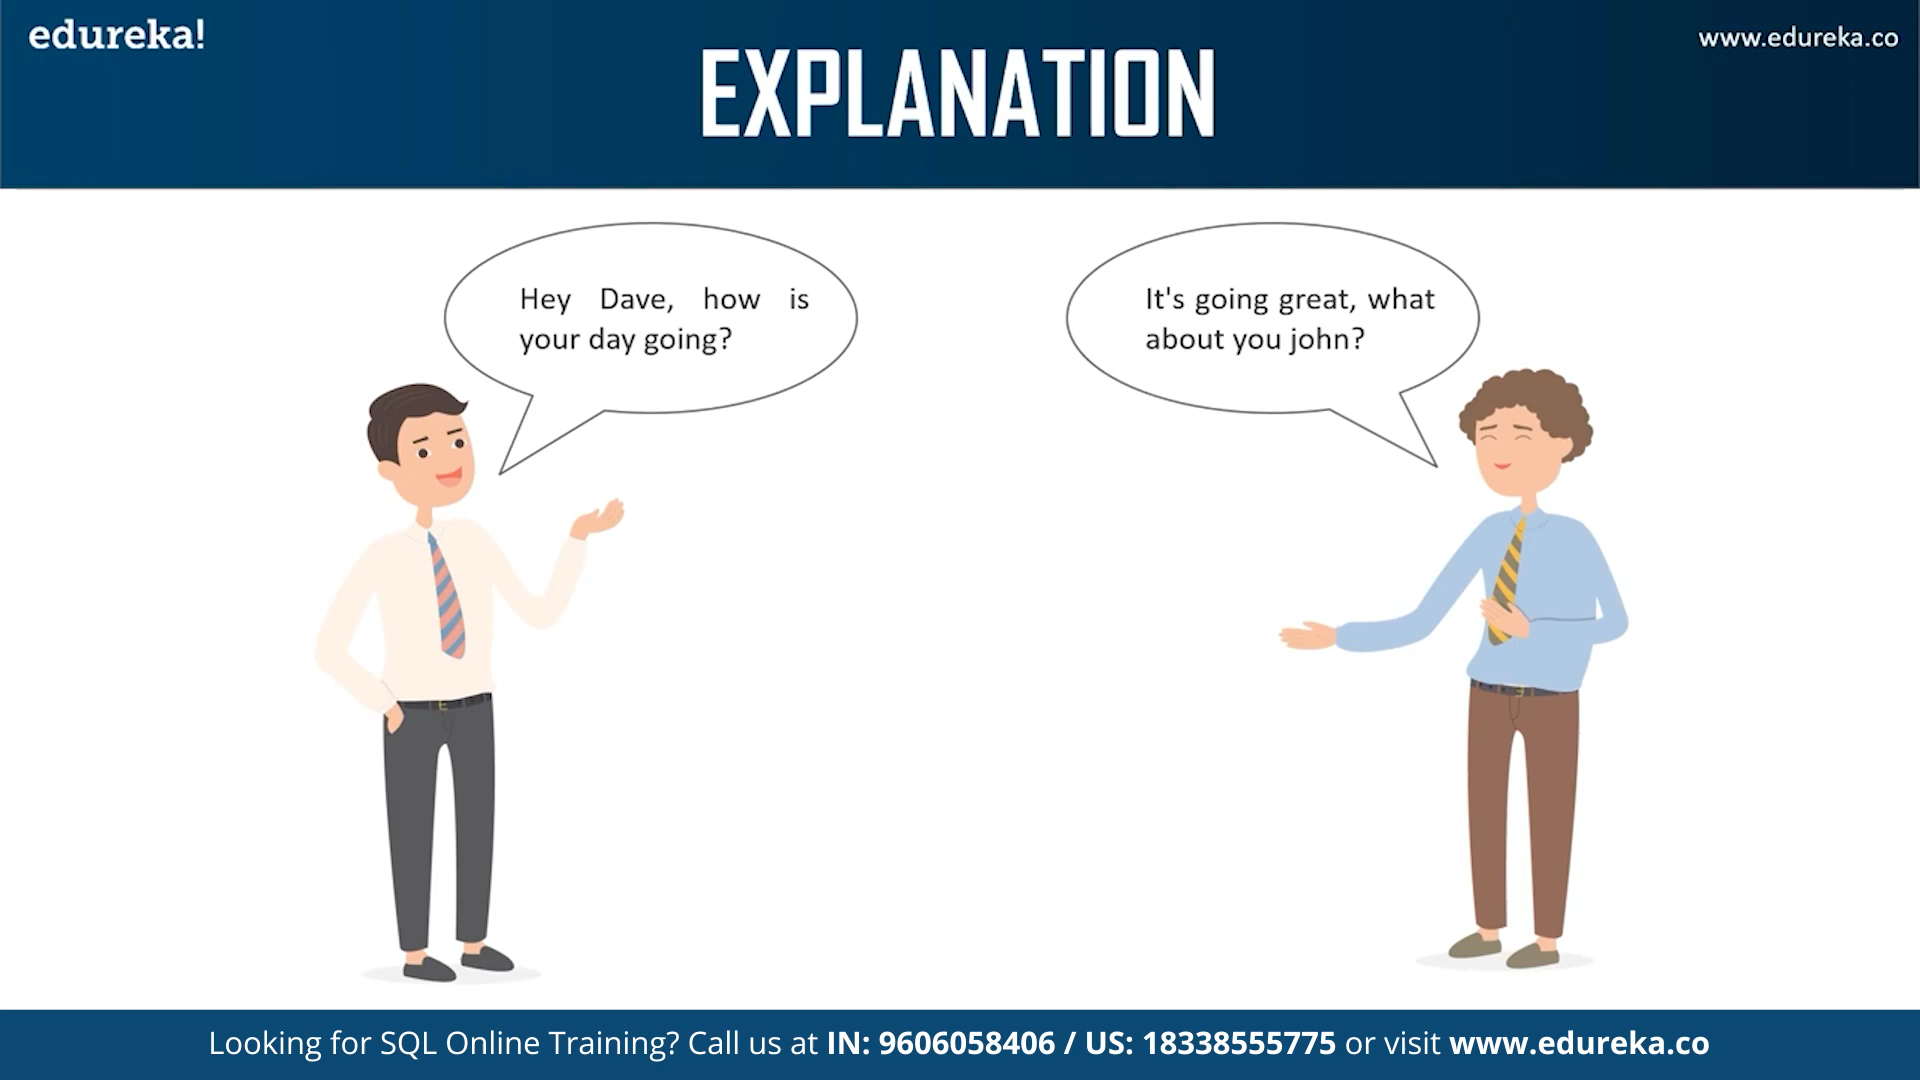 edureka!
www.edureka.co
EXPLANATION
Hey Dave, how is
your day going?
It's going great, what
about you john?
Looking for SQL Online Training? Call us at IN: 9606058406 / US: 18338555775 or visit www.edureka.co